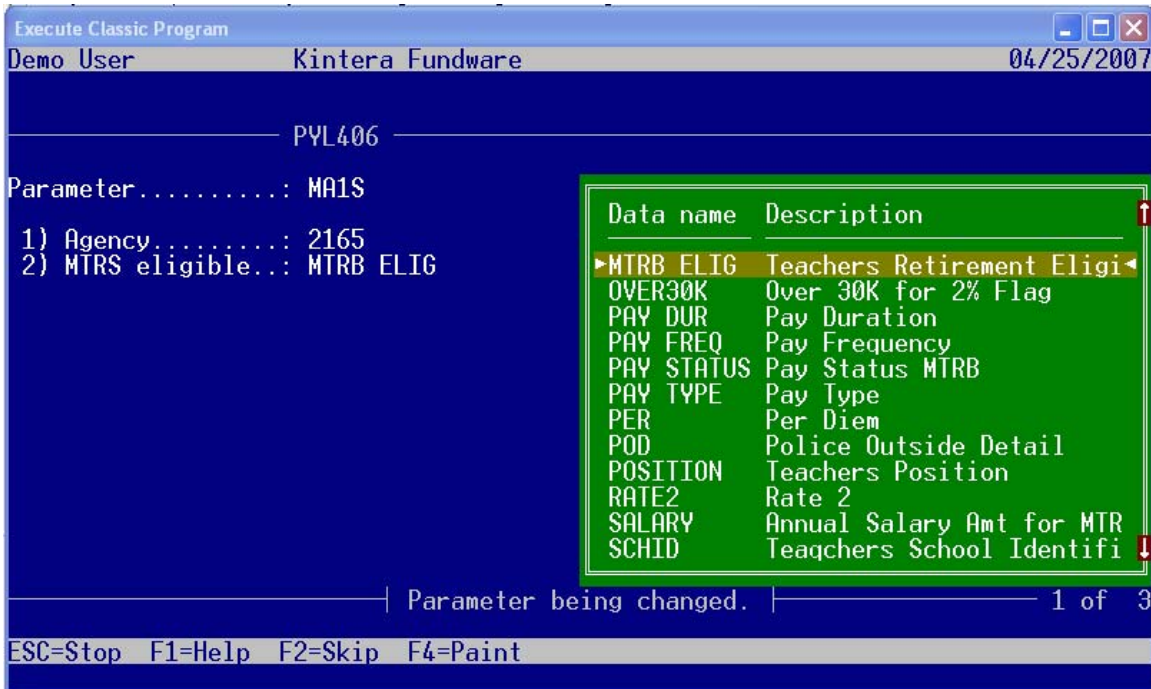 Execute Classic Program
Demo User Kintera Fundware 04/25/2007
PYL406
Parameter..........: MA1S
1) Agency.........: 2165
2) MTRS eligible..: MTRB ELIG
Data name Description
MTRB ELIG Teachers Retirement Eligi
OVER30K Over 30K for 2% Flag
PAY DUR Pay Duration
PAY FREQ Pay Frequency
PAY STATUS Pay Status MTRB
PAY TYPE Pay Type
PER Per Diem
POD Police Outside Detail
POSITION Teachers Position
RATE2 Rate 2
SALARY Annual Salary Amt for MTR
SCHID Teaqchers School Identifi
Parameter being changed. 1 of 3
ESC=Stop F1=Help F2=Skip F4=Paint